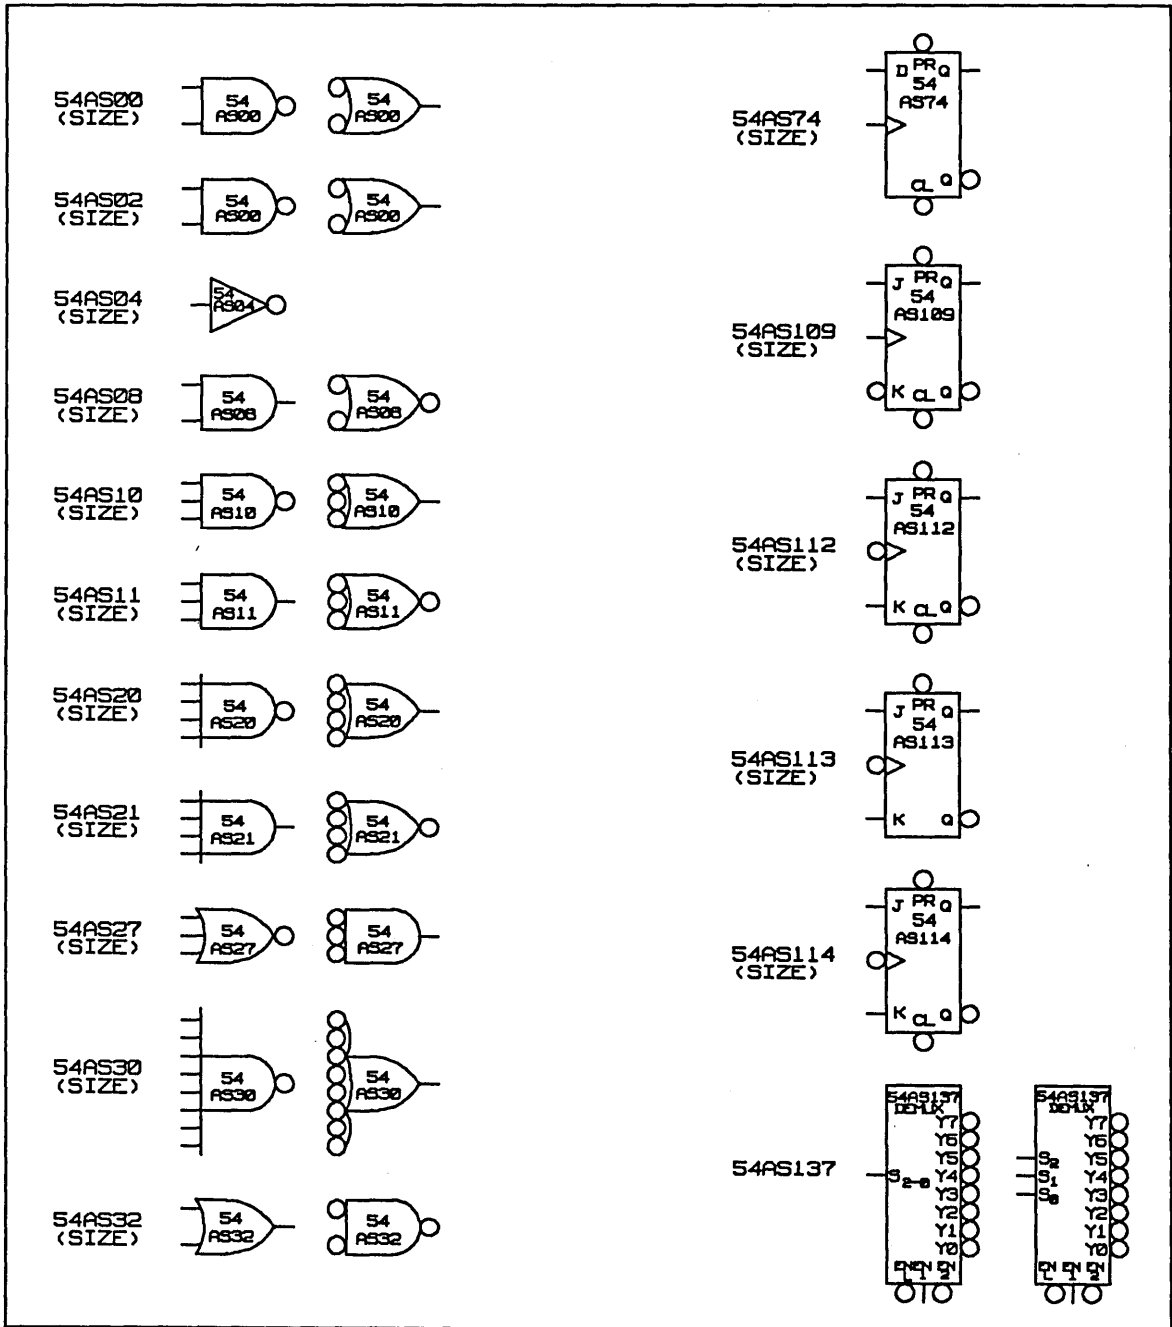 54AS00
(SIZE)
54
AS00
54
AS00
54AS02
(SIZE)
54
AS00
54
AS00
54AS04
(SIZE)
54
AS04
54AS08
(SIZE)
54
AS08
54
AS08
54AS10
(SIZE)
54
AS10
54
AS10
54AS11
(SIZE)
54
AS11
54
AS11
54AS20
(SIZE)
54
AS20
54
AS20
54AS21
(SIZE)
54
AS21
54
AS21
54AS27
(SIZE)
54
AS27
54
AS27
54AS30
(SIZE)
54
AS30
54
AS30
54AS32
(SIZE)
54
AS32
54
AS32
54AS74
(SIZE)
D PR Q
54
AS74
CL Q
54AS109
(SIZE)
J PR Q
54
AS109
K CL Q
54AS112
(SIZE)
J PR Q
54
AS112
K CL Q
54AS113
(SIZE)
J PR Q
54
AS113
K Q
54AS114
(SIZE)
J PR Q
54
AS114
K CL Q
54AS137
54AS137
DEMUX
Y7
Y6
Y5
S2-0 Y4
Y3
Y2
Y1
Y0
EN EN EN
L 1 2
54AS137
DEMUX
Y7
Y6
S2 Y5
S1 Y4
S0 Y3
Y2
Y1
Y0
EN EN EN
L 1 2